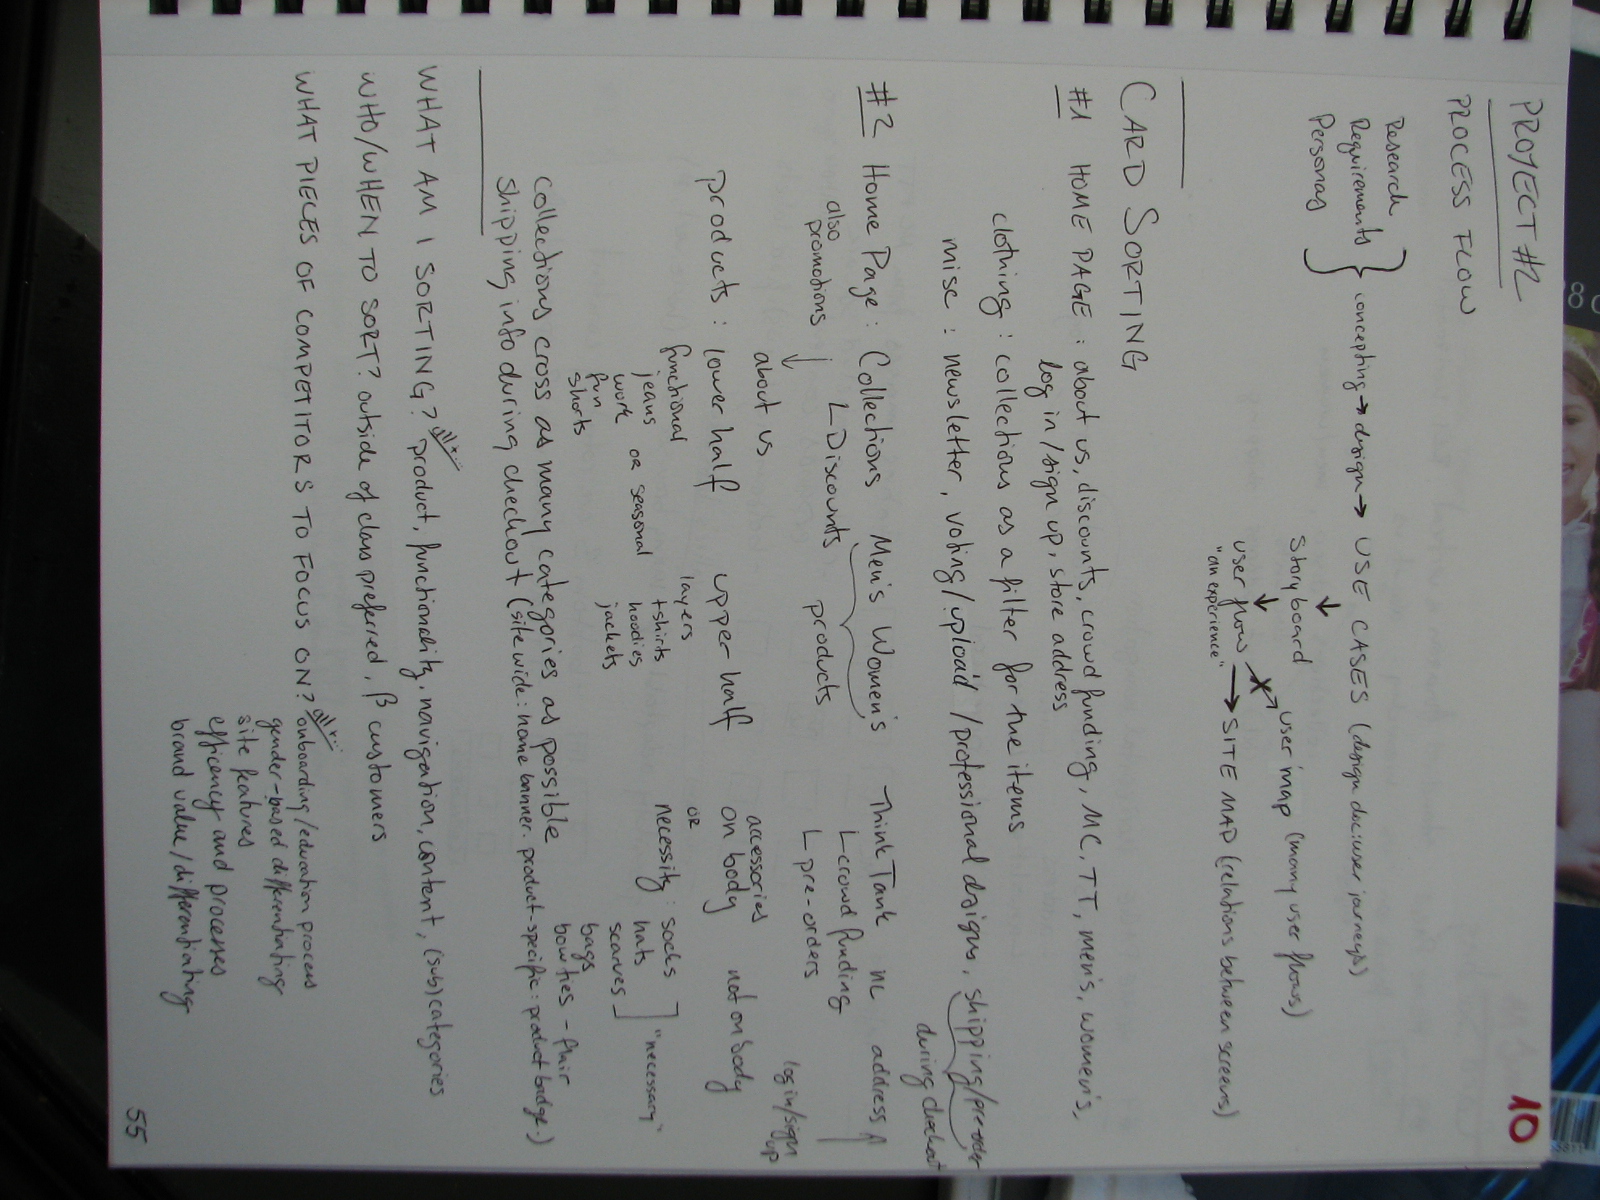 PROJECT #2
10
PROCESS FLOW
Research
Requirements
Personas
concepting → design → USE CASES (design doc: user journeys)
↓
Storyboard
↓
user map (many user flows)
user flow X
"an experience"
→ SITE MAP (relations between screens)
CARD SORTING
#1 HOME PAGE : about us, discounts, crowd funding, MC, TT, men's, women's,
log in / sign up, store address
clothing : collections as a filter for the items
misc : newsletter, voting/upload /professional designs, shipping/pre-order
during checkout
#2 Home Page : Collections Men's Women's Think Tank NL address
also promotions
L Discounts
products
L crowd funding
L pre-orders
log in/sign up
about us
products : lower half upper half accessories on body not on body
functional
jeans
work OR seasonal
fun
shorts
layers
tshirts
hoodies
jackets
OR
necessity : socks
hats
scarves
"necessary"
bags
bowties - flair
collections cross as many categories as possible
shipping info during checkout (site wide: home banner. product-specific: product badge.)
WHAT AM I SORTING? all +... product, functionality, navigation, content, (sub)categories
WHO/WHEN TO SORT? outside of class preferred, β customers
WHAT PIECES OF COMPETITORS TO FOCUS ON? all +... onboarding/education process
gender-based differentiating
site features
efficency and processes
brand value/differentiating
55